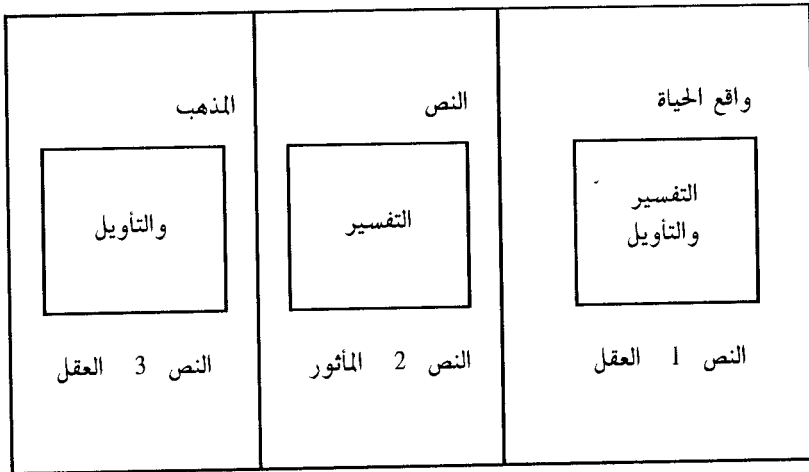 واقع الحياة
التفسير
والتأويل
النص 1 العقل
النص
التفسير
النص 2 المأثور
المذهب
والتأويل
النص 3 العقل